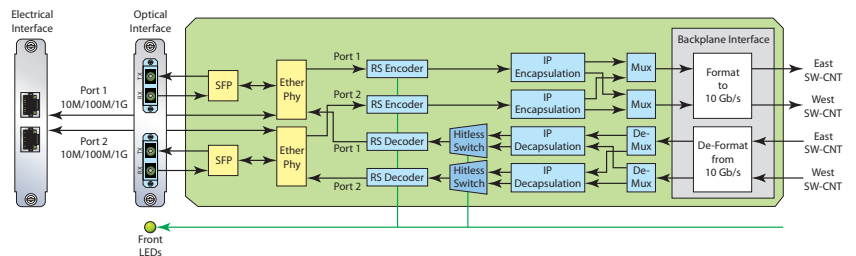 Electrical
Interface
Optical
Interface
Port 1
10M/100M/1G
Port 2
10M/100M/1G
TX
RX
TX
RX
SFP
SFP
Ether
Phy
Ether
Phy
Port 1
Port 2
Port 1
Port 2
RS Encoder
RS Encoder
RS Decoder
RS Decoder
Hitless
Switch
Hitless
Switch
IP
Encapsulation
IP
Encapsulation
IP
Decapsulation
IP
Decapsulation
Mux
Mux
De-
Mux
De-
Mux
Backplane Interface
Format
to
10 Gb/s
De-Format
from
10 Gb/s
East
SW-CNT
West
SW-CNT
East
SW-CNT
West
SW-CNT
Front
LEDs